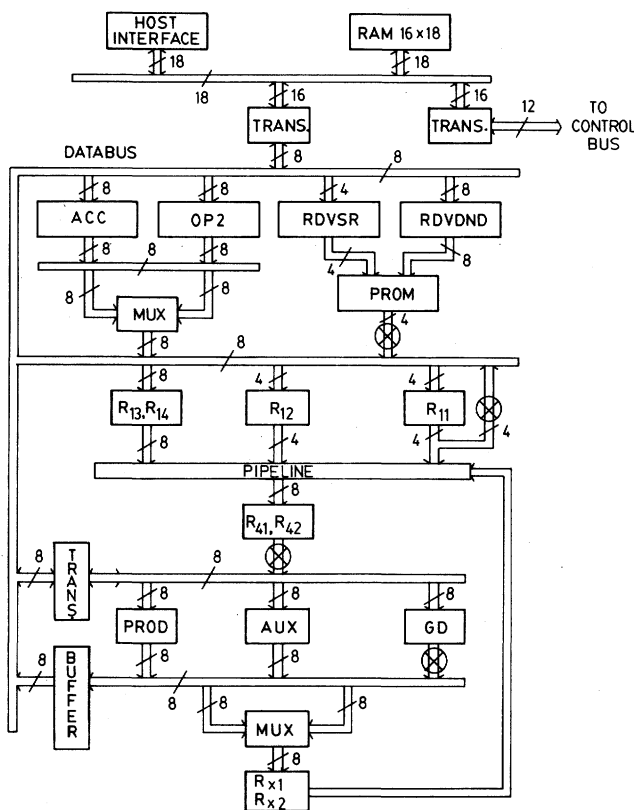 HOST INTERFACE
RAM 16x18
18
18
18
16
16
12
TRANS.
TRANS.
TO CONTROL BUS
8
DATABUS
8
8
8
4
8
ACC
OP2
RDVSR
RDVDND
8
8
4
8
8
8
8
MUX
PROM
4
8
8
8
4
4
R13, R14
R12
R11
8
4
4
4
PIPELINE
8
R41, R42
8
TRANS.
8
8
8
8
PROD
AUX
GD
8
8
8
BUFFER
8
8
8
8
MUX
8
Rx1
Rx2